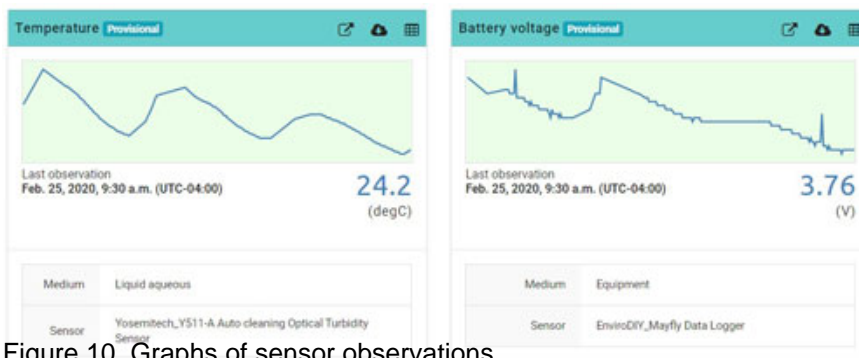 Temperature Provisional
Last observation
Feb. 25, 2020, 9:30 a.m. (UTC-04:00)
24.2
(degC)
Medium Liquid aqueous
Sensor Yosemitech_Y511-A Auto cleaning Optical Turbidity
Sensor
Battery voltage Provisional
Last observation
Feb. 25, 2020, 9:30 a.m. (UTC-04:00)
3.76
(V)
Medium Equipment
Sensor EnviroDIY_Mayfly Data Logger
Figure 10. Graphs of sensor observations